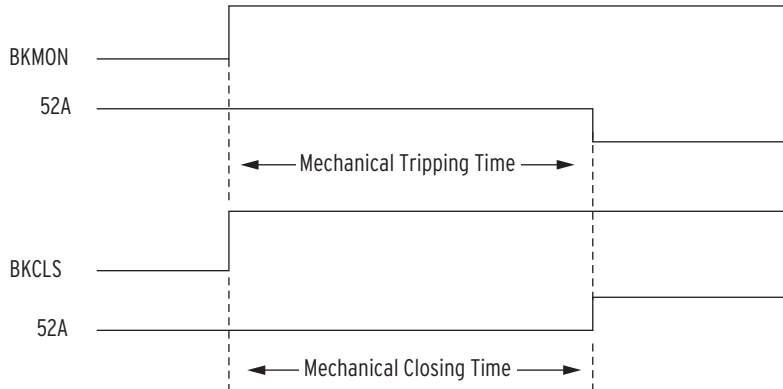 BKMON
52A
Mechanical Tripping Time
BKCLS
52A
Mechanical Closing Time